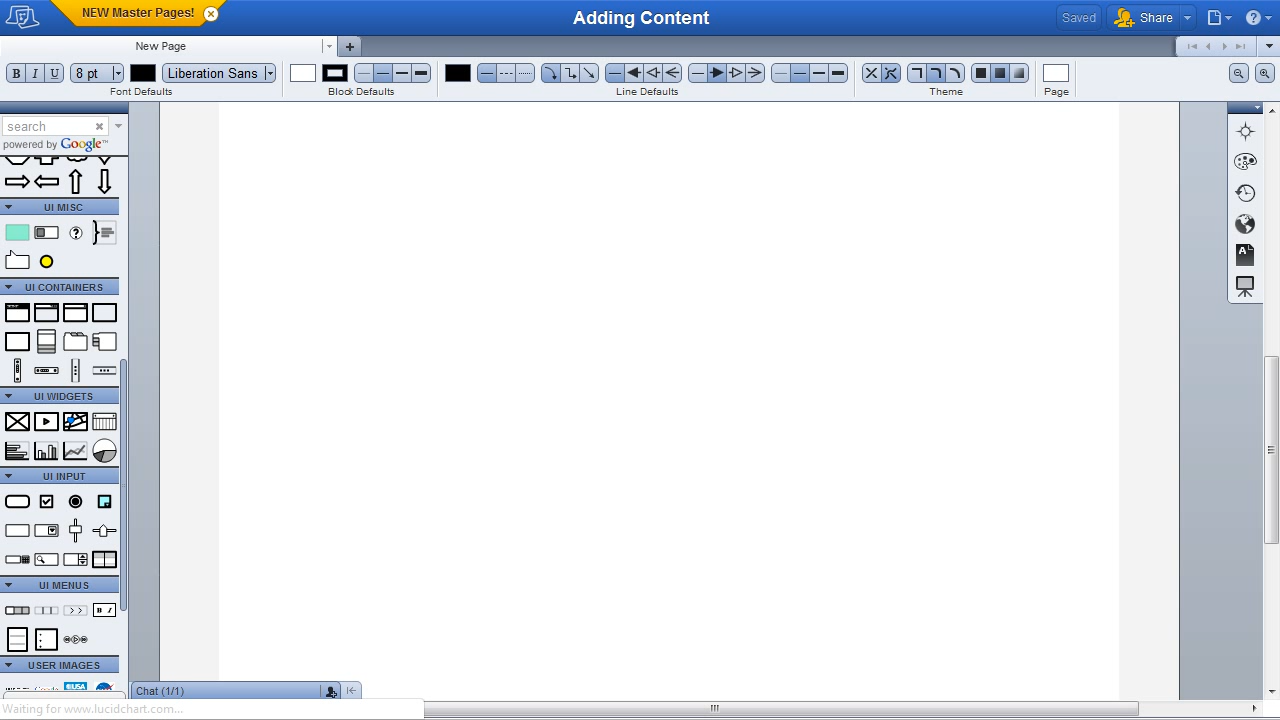 NEW Master Pages!
Adding Content
Saved
Share
New Page
B I U
8 pt
Liberation Sans
Font Defaults
Block Defaults
Line Defaults
Theme
Page
search
powered by Google™
UI MISC
UI CONTAINERS
UI WIDGETS
UI INPUT
UI MENUS
B I
USER IMAGES
Chat (1/1)
Waiting for www.lucidchart.com...